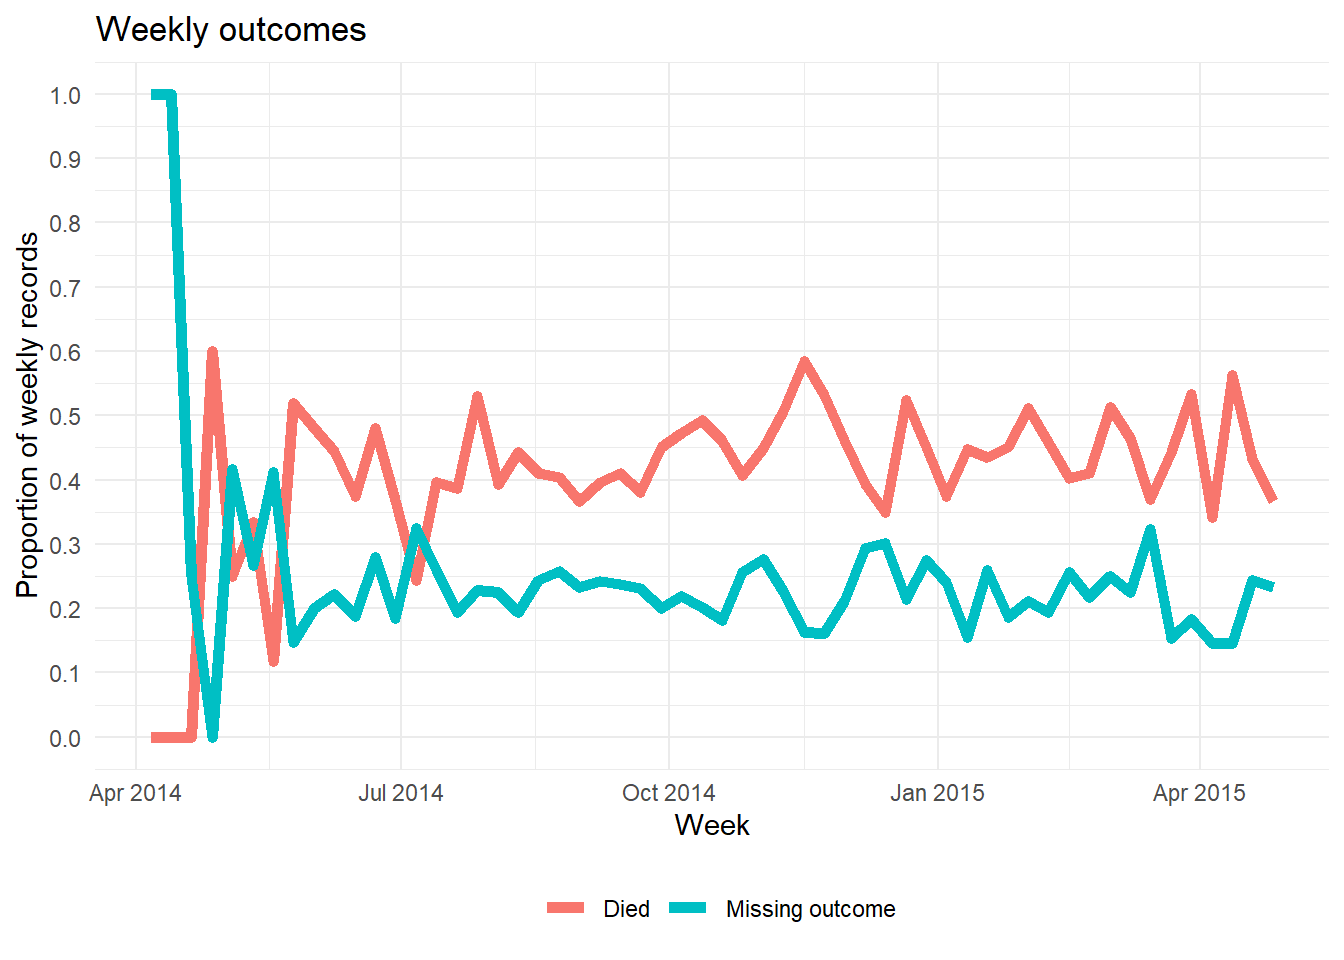 Weekly outcomes
Proportion of weekly records
1.0
0.9
0.8
0.7
0.6
0.5
0.4
0.3
0.2
0.1
0.0
Apr 2014 Jul 2014 Oct 2014 Jan 2015 Apr 2015
Week
Died Missing outcome